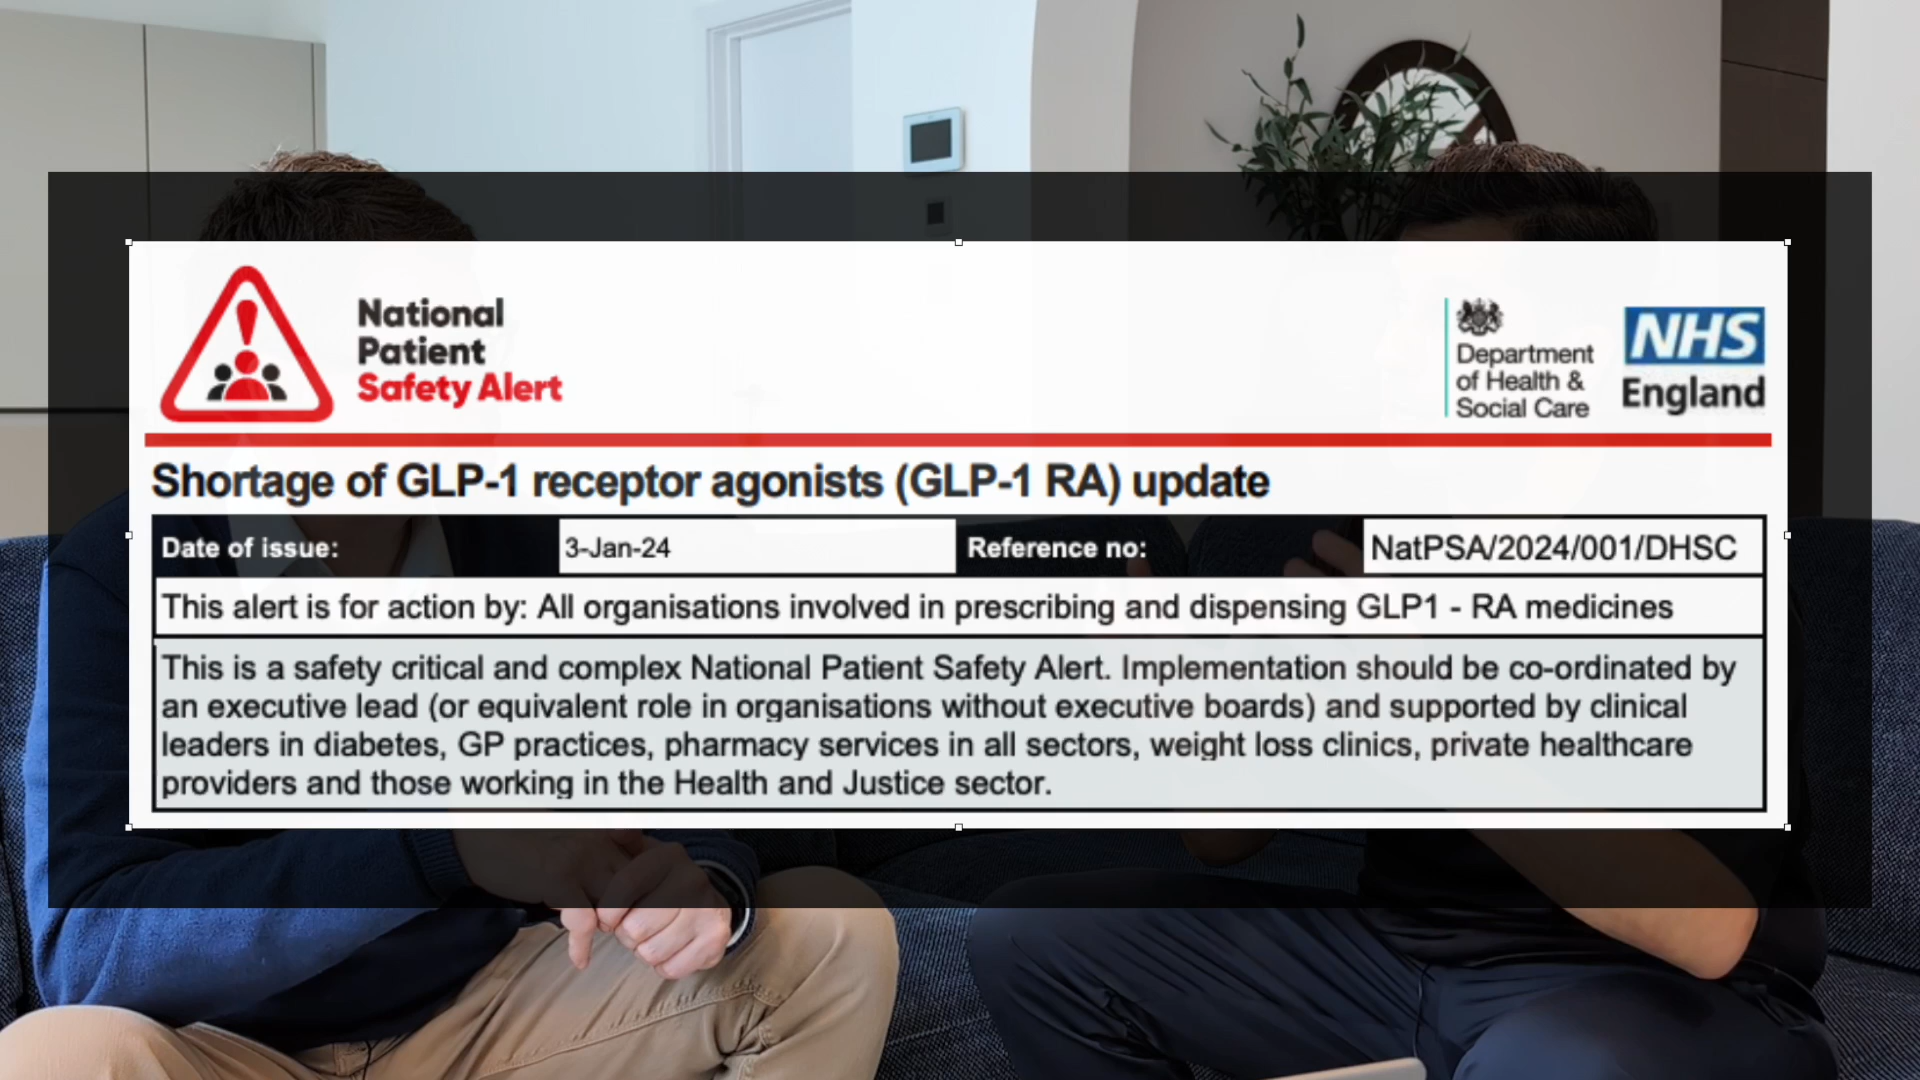 National
Patient
Safety Alert
Department
of Health &
Social Care
NHS
England
Shortage of GLP-1 receptor agonists (GLP-1 RA) update
Date of issue: 3-Jan-24 Reference no: NatPSA/2024/001/DHSC
This alert is for action by: All organisations involved in prescribing and dispensing GLP1 - RA medicines
This is a safety critical and complex National Patient Safety Alert. Implementation should be co-ordinated by
an executive lead (or equivalent role in organisations without executive boards) and supported by clinical
leaders in diabetes, GP practices, pharmacy services in all sectors, weight loss clinics, private healthcare
providers and those working in the Health and Justice sector.